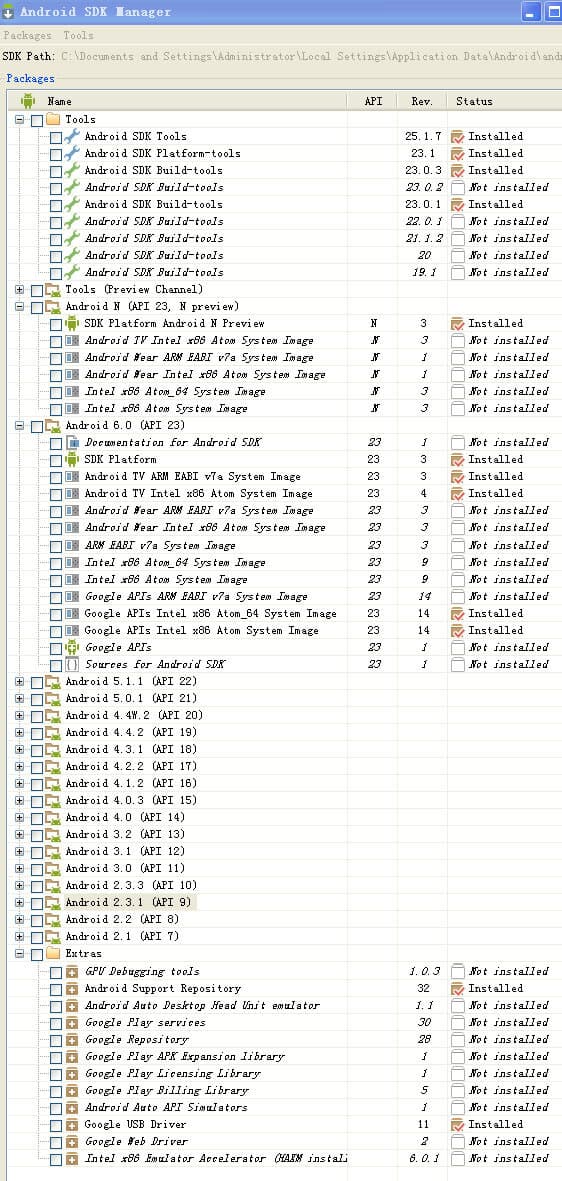 Android SDK Manager
Packages Tools
SDK Path: C:\Documents and Settings\Administrator\Local Settings\Application Data\Android\and
Packages
Name API Rev. Status
Tools
Android SDK Tools 25.1.7 Installed
Android SDK Platform-tools 23.1 Installed
Android SDK Build-tools 23.0.3 Installed
Android SDK Build-tools 23.0.2 Not installed
Android SDK Build-tools 23.0.1 Installed
Android SDK Build-tools 22.0.1 Not installed
Android SDK Build-tools 21.1.2 Not installed
Android SDK Build-tools 20 Not installed
Android SDK Build-tools 19.1 Not installed
Tools (Preview Channel)
Android N (API 23, N preview)
SDK Platform Android N Preview N 3 Installed
Android TV Intel x86 Atom System Image N 3 Not installed
Android Wear ARM EABI v7a System Image N 1 Not installed
Android Wear Intel x86 Atom System Image N 1 Not installed
Intel x86 Atom_64 System Image N 3 Not installed
Intel x86 Atom System Image N 3 Not installed
Android 6.0 (API 23)
Documentation for Android SDK 23 1 Not installed
SDK Platform 23 3 Installed
Android TV ARM EABI v7a System Image 23 3 Installed
Android TV Intel x86 Atom System Image 23 4 Installed
Android Wear ARM EABI v7a System Image 23 3 Not installed
Android Wear Intel x86 Atom System Image 23 3 Not installed
ARM EABI v7a System Image 23 3 Not installed
Intel x86 Atom_64 System Image 23 9 Not installed
Intel x86 Atom System Image 23 9 Not installed
Google APIs ARM EABI v7a System Image 23 14 Not installed
Google APIs Intel x86 Atom_64 System Image 23 14 Installed
Google APIs Intel x86 Atom System Image 23 14 Installed
Google APIs 23 1 Not installed
Sources for Android SDK 23 1 Not installed
Android 5.1.1 (API 22)
Android 5.0.1 (API 21)
Android 4.4W.2 (API 20)
Android 4.4.2 (API 19)
Android 4.3.1 (API 18)
Android 4.2.2 (API 17)
Android 4.1.2 (API 16)
Android 4.0.3 (API 15)
Android 4.0 (API 14)
Android 3.2 (API 13)
Android 3.1 (API 12)
Android 3.0 (API 11)
Android 2.3.3 (API 10)
Android 2.3.1 (API 9)
Android 2.2 (API 8)
Android 2.1 (API 7)
Extras
GPU Debugging tools 1.0.3 Not installed
Android Support Repository 32 Installed
Android Auto Desktop Head Unit emulator 1.1 Not installed
Google Play services 30 Not installed
Google Repository 28 Not installed
Google Play APK Expansion Library 1 Not installed
Google Play Licensing Library 1 Not installed
Google Play Billing Library 5 Not installed
Android Auto API Simulators 1 Not installed
Google USB Driver 11 Installed
Google Web Driver 2 Not installed
Intel x86 Emulator Accelerator (HAXM instal 6.0.1 Not installed